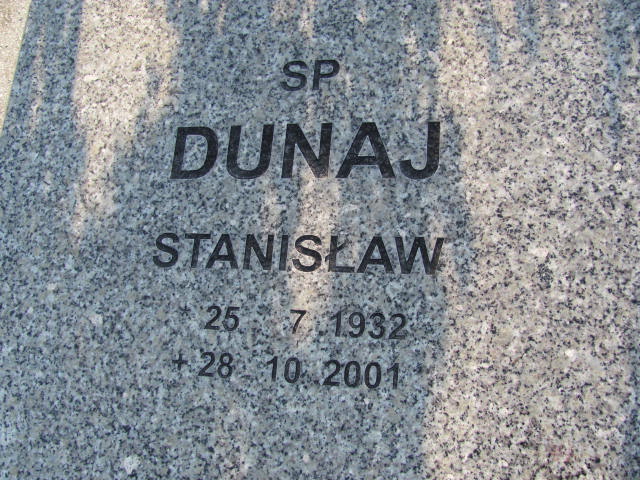 SP
DUNAJ
STANISŁAW
* 25 7 1932
+ 28 10 2001